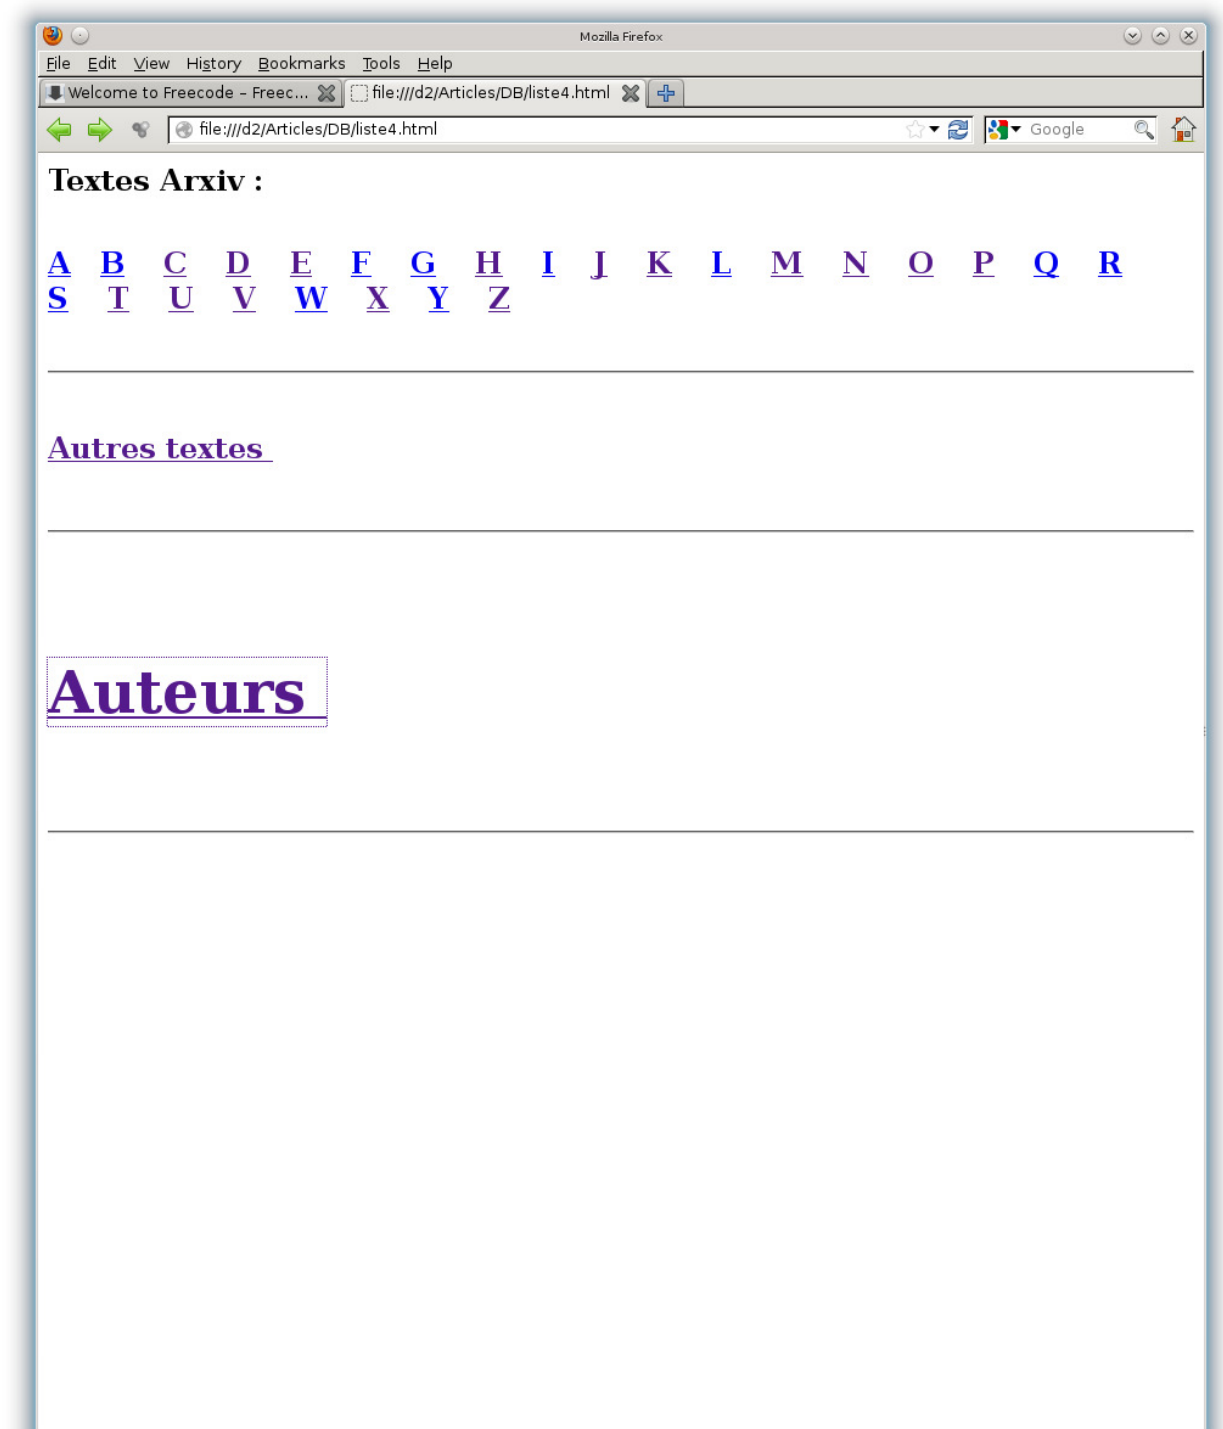 Mozilla Firefox
File Edit View History Bookmarks Tools Help
Welcome to Freecode – Freec... file:///d2/Articles/DB/liste4.html
file:///d2/Articles/DB/liste4.html Google
Textes Arxiv :
A B C D E F G H I J K L M N O P Q R
S T U V W X Y Z
Autres textes
Auteurs